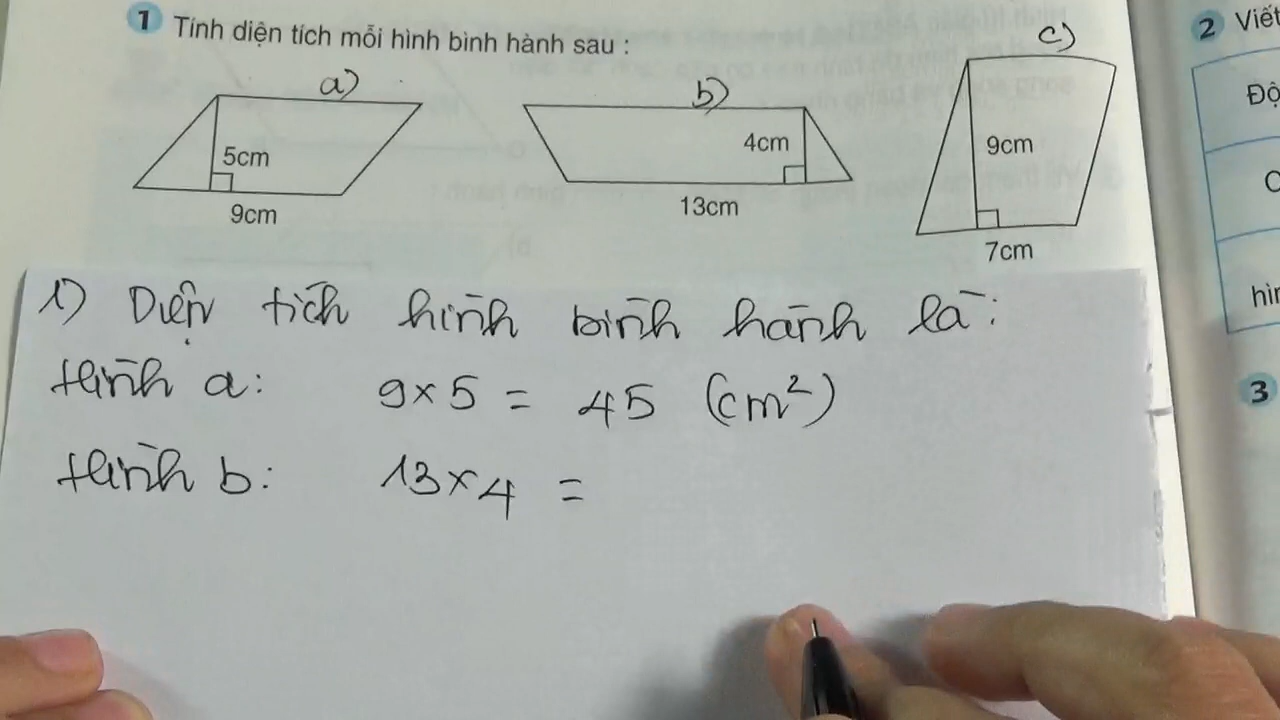 1 Tính diện tích mỗi hình bình hành sau :
a)
5cm
9cm
b)
4cm
13cm
c)
9cm
7cm
2 Viết
Độ
hìn
3
1) Diện tích hình bình hành là:
Hình a: 9 × 5 = 45 (cm²)
Hình b: 13 × 4 =